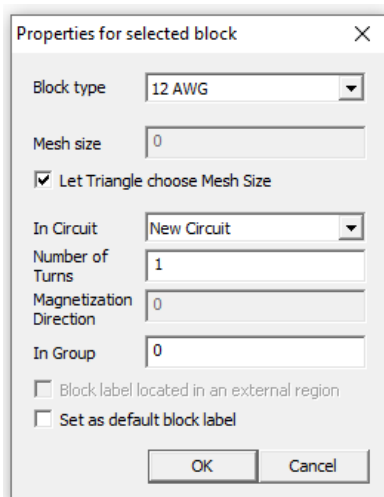 Properties for selected block
Block type 12 AWG
Mesh size 0
Let Triangle choose Mesh Size
In Circuit New Circuit
Number of
Turns 1
Magnetization
Direction 0
In Group 0
Block label located in an external region
Set as default block label
OK Cancel